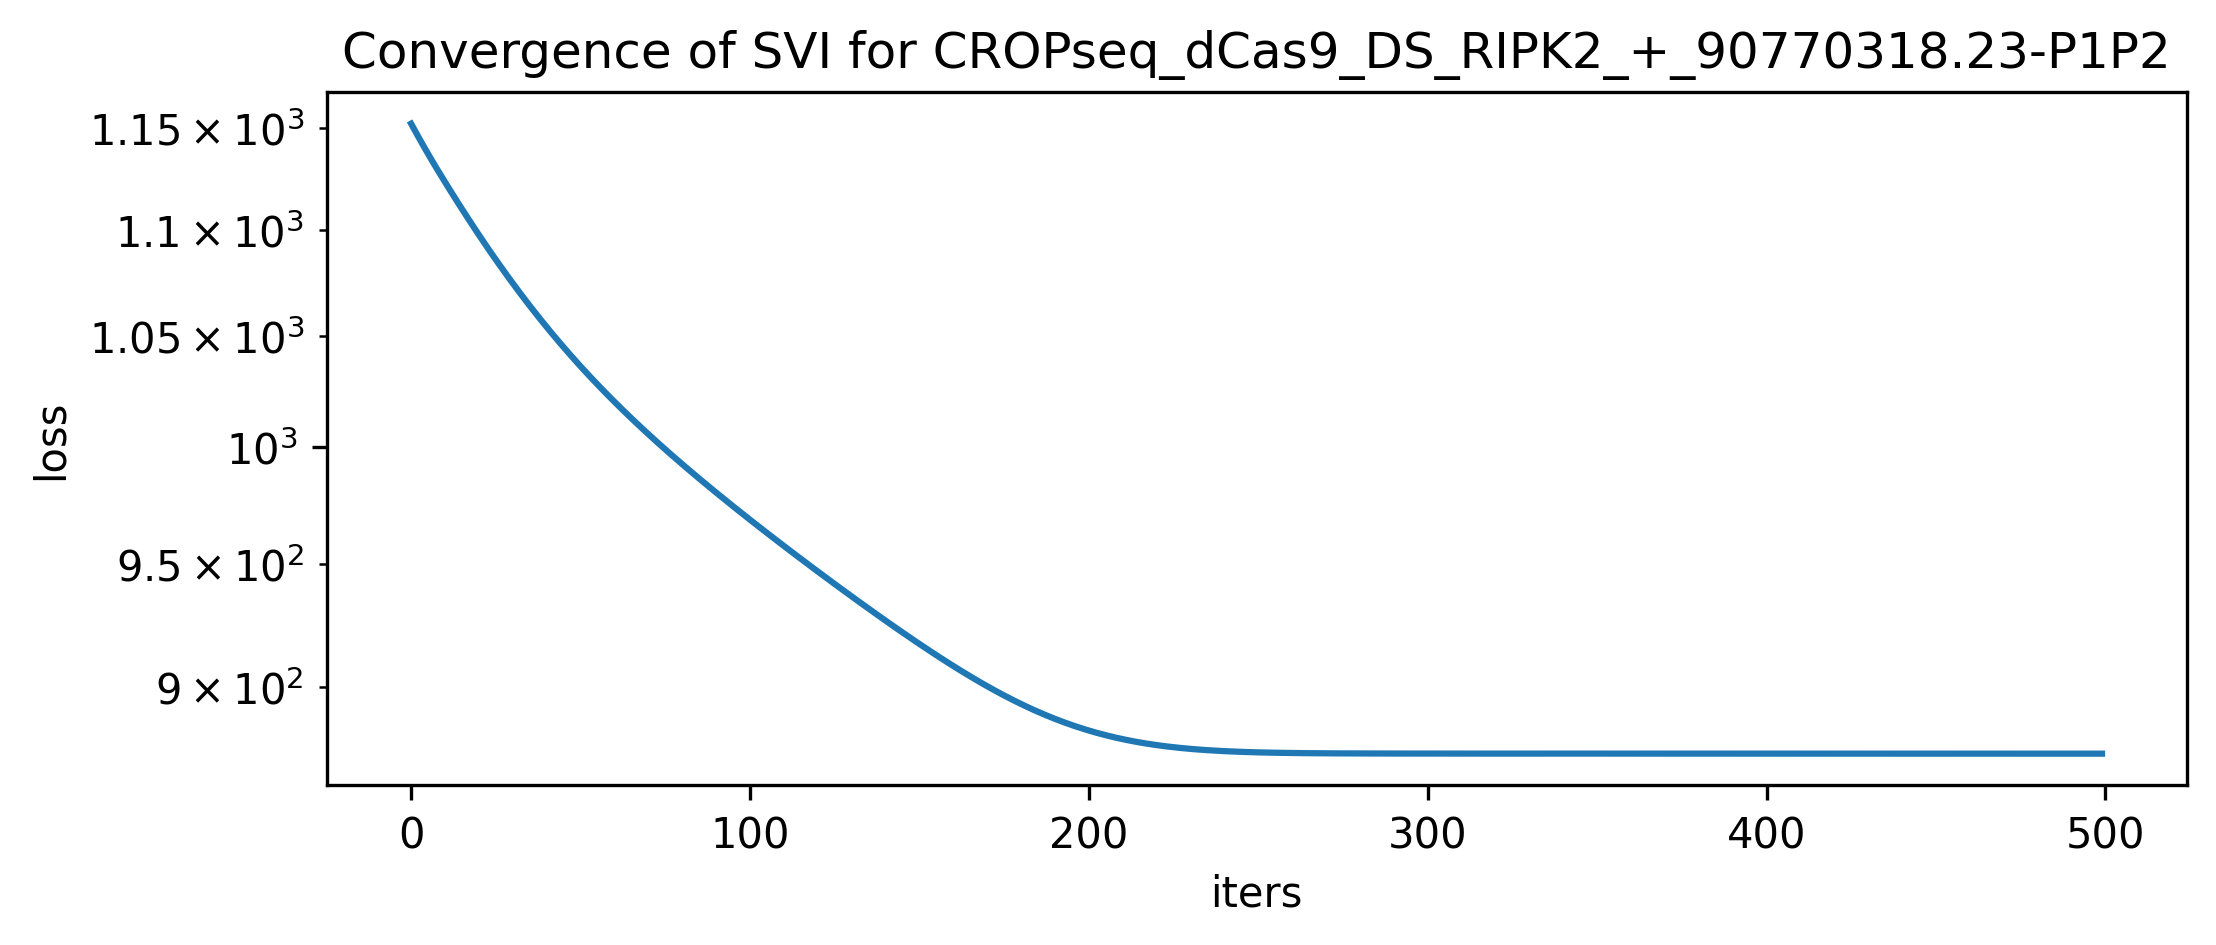 Convergence of SVI for CROPseq_dCas9_DS_RIPK2_+_90770318.23-P1P2
1.15 × 10³
1.1 × 10³
1.05 × 10³
10³
9.5 × 10²
9 × 10²
loss
0 100 200 300 400 500
iters